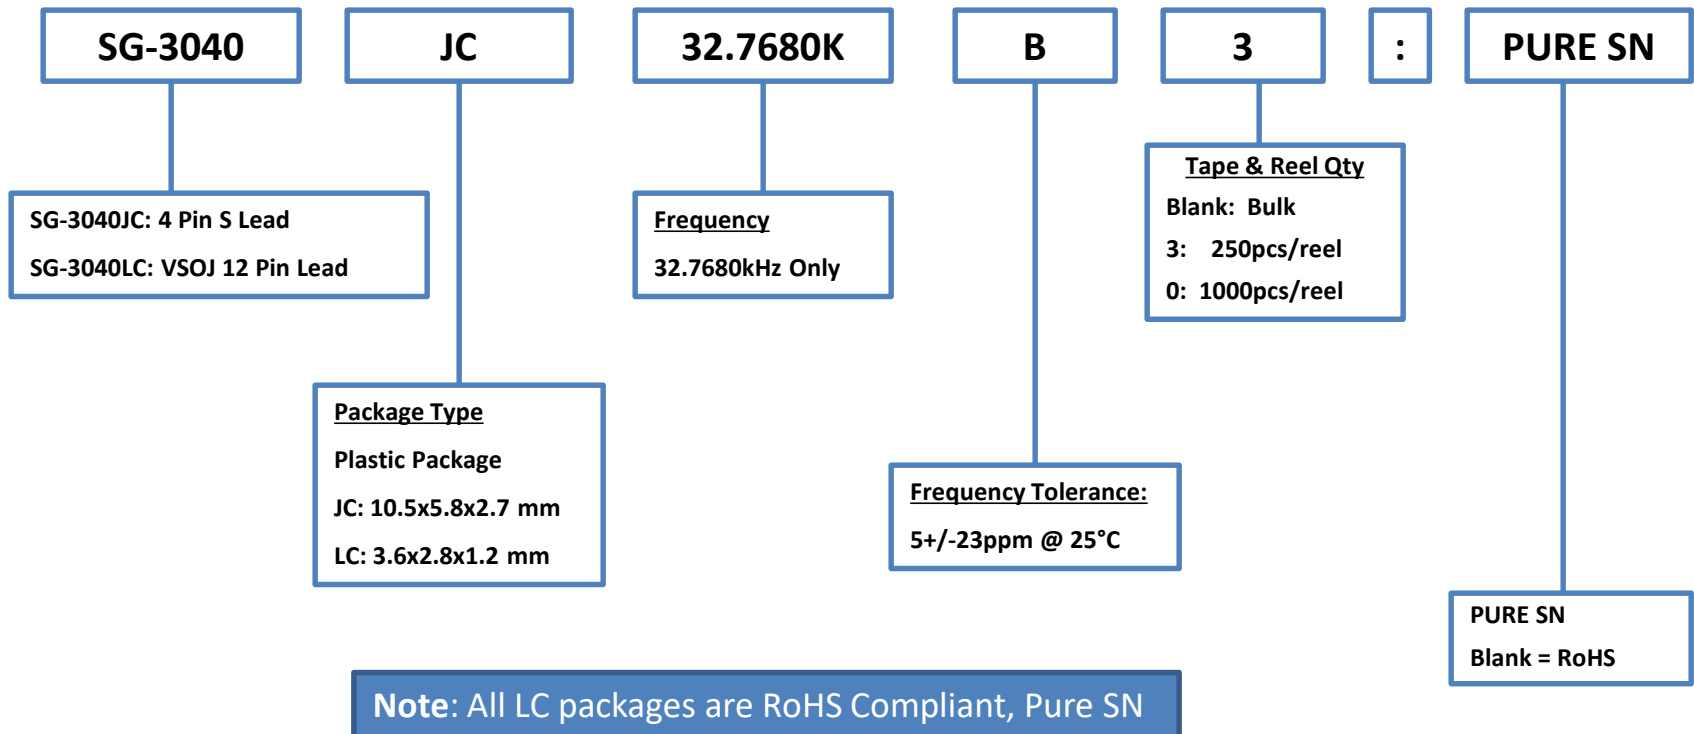 SG-3040
JC
32.7680K
B
3
:
PURE SN
SG-3040JC: 4 Pin S Lead
SG-3040LC: VSOJ 12 Pin Lead
Package Type
Plastic Package
JC: 10.5x5.8x2.7 mm
LC: 3.6x2.8x1.2 mm
Frequency
32.7680kHz Only
Frequency Tolerance:
5+/-23ppm @ 25°C
Tape & Reel Qty
Blank: Bulk
3: 250pcs/reel
0: 1000pcs/reel
PURE SN
Blank = RoHS
Note: All LC packages are RoHS Compliant, Pure SN